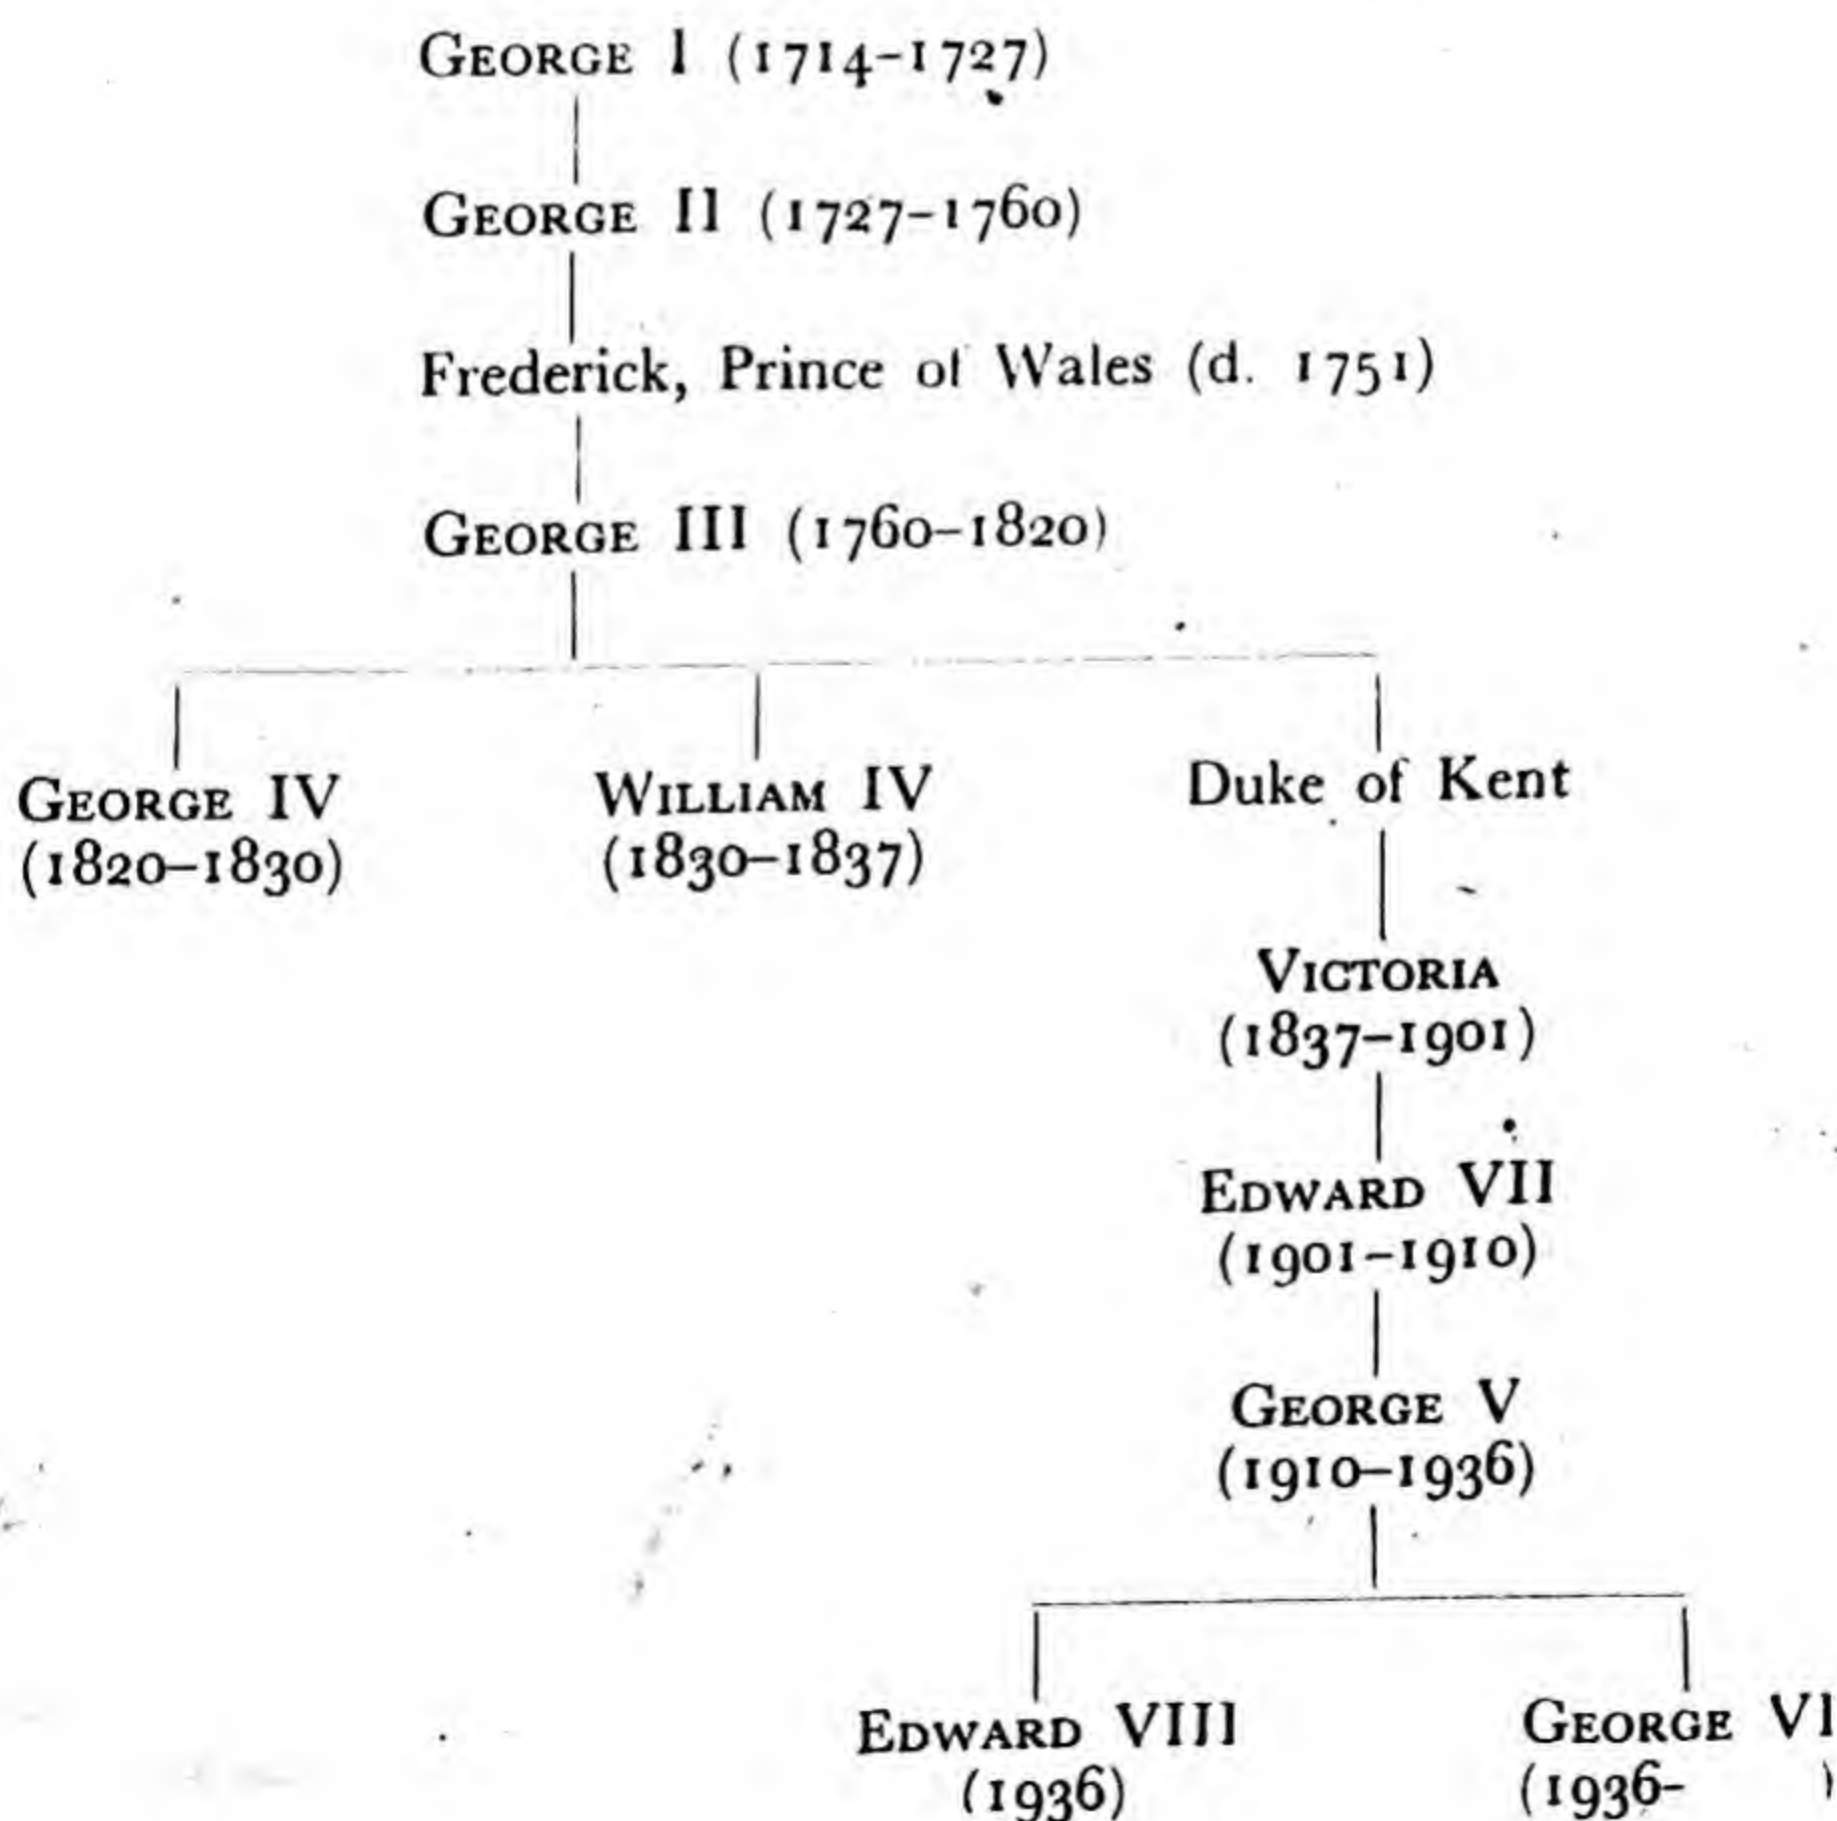 GEORGE I (1714–1727)
GEORGE II (1727–1760)
Frederick, Prince of Wales (d. 1751)
GEORGE III (1760–1820)
GEORGE IV
(1820–1830)
WILLIAM IV
(1830–1837)
Duke of Kent
VICTORIA
(1837–1901)
EDWARD VII
(1901–1910)
GEORGE V
(1910–1936)
EDWARD VIII
(1936)
GEORGE VI
(1936– )